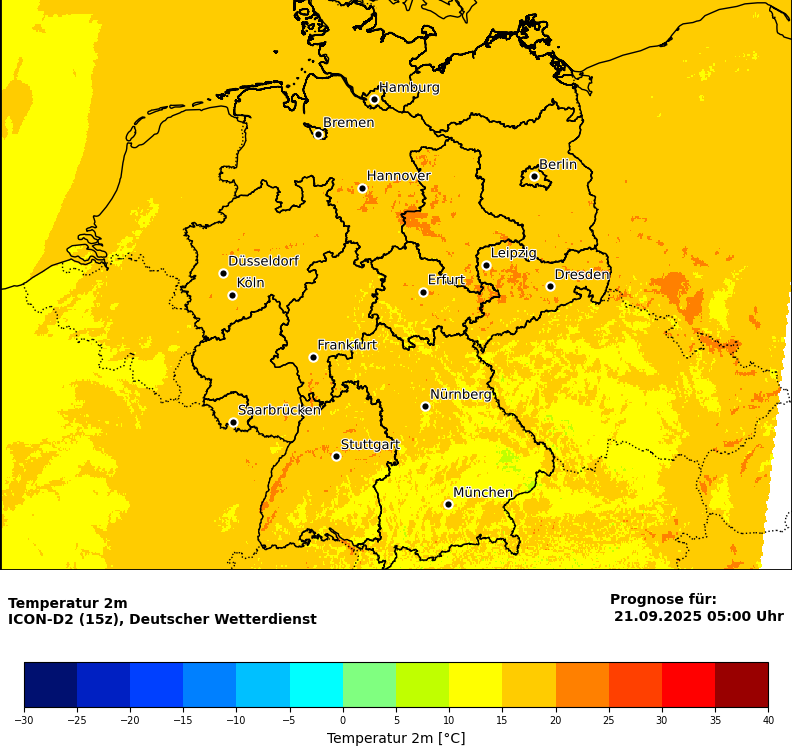 Hamburg
Bremen
Berlin
Hannover
Leipzig
Düsseldorf
Dresden
Köln
Erfurt
Frankfurt
Nürnberg
Saarbrücken
Stuttgart
München
Temperatur 2m
ICON-D2 (15z), Deutscher Wetterdienst
Prognose für:
21.09.2025 05:00 Uhr
−30 −25 −20 −15 −10 −5 0 5 10 15 20 25 30 35 40
Temperatur 2m [°C]